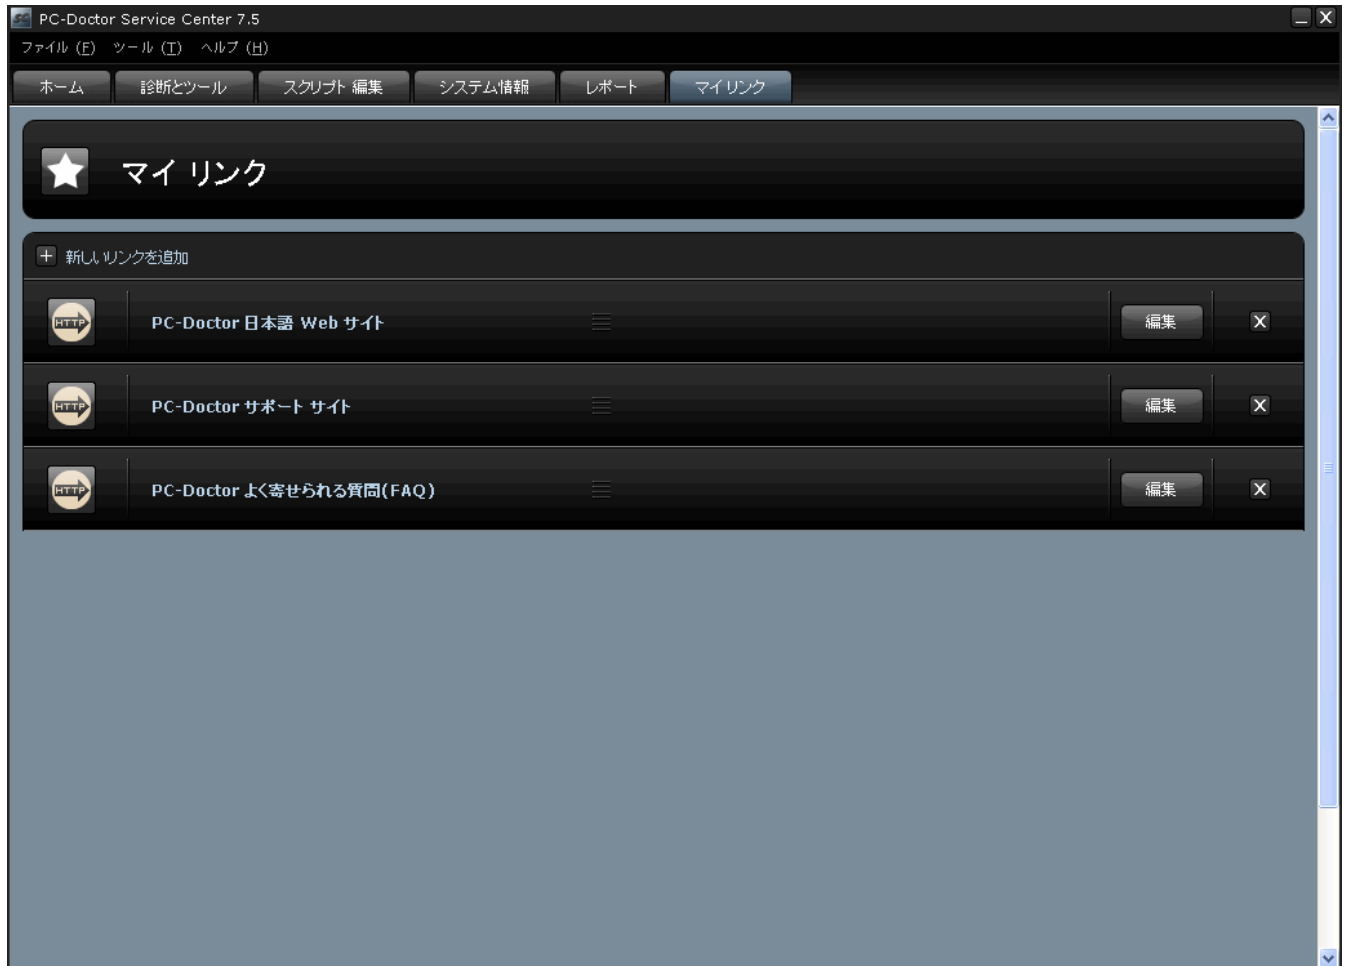 PC-Doctor Service Center 7.5
ファイル (F) ツール (T) ヘルプ (H)
ホーム 診断とツール スクリプト 編集 システム情報 レポート マイ リンク
マイ リンク
新しいリンクを追加
HTTP PC-Doctor 日本語 Web サイト 編集 X
HTTP PC-Doctor サポート サイト 編集 X
HTTP PC-Doctor よく寄せられる質問(FAQ) 編集 X